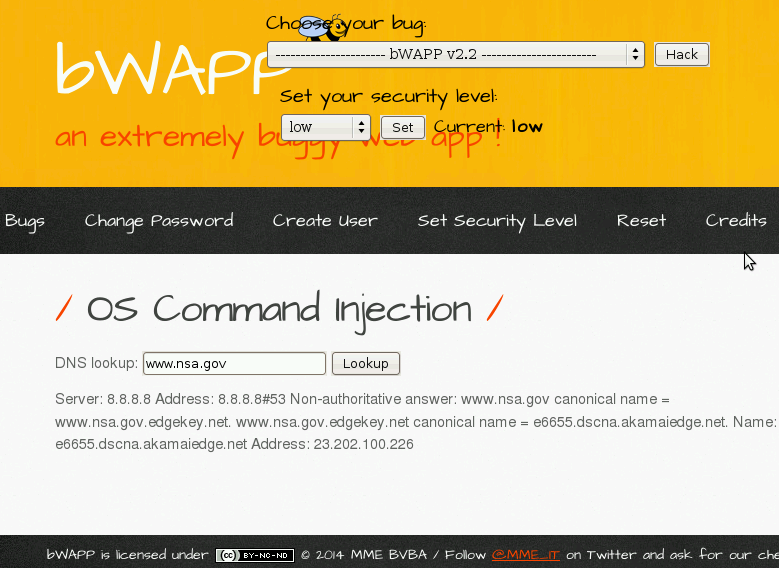 Choose your bug:
bWAPP
---------------------- bWAPP v2.2 -----------------------
Hack
Set your security level:
low
Set
Current: low
an extremely buggy web app !
Bugs Change Password Create User Set Security Level Reset Credits
/ OS Command Injection /
DNS lookup: www.nsa.gov Lookup
Server: 8.8.8.8 Address: 8.8.8.8#53 Non-authoritative answer: www.nsa.gov canonical name =
www.nsa.gov.edgekey.net. www.nsa.gov.edgekey.net canonical name = e6655.dscna.akamaiedge.net. Name:
e6655.dscna.akamaiedge.net Address: 23.202.100.226
bWAPP is licensed under (cc) BY-NC-ND © 2014 MME BVBA / Follow @MME_IT on Twitter and ask for our che